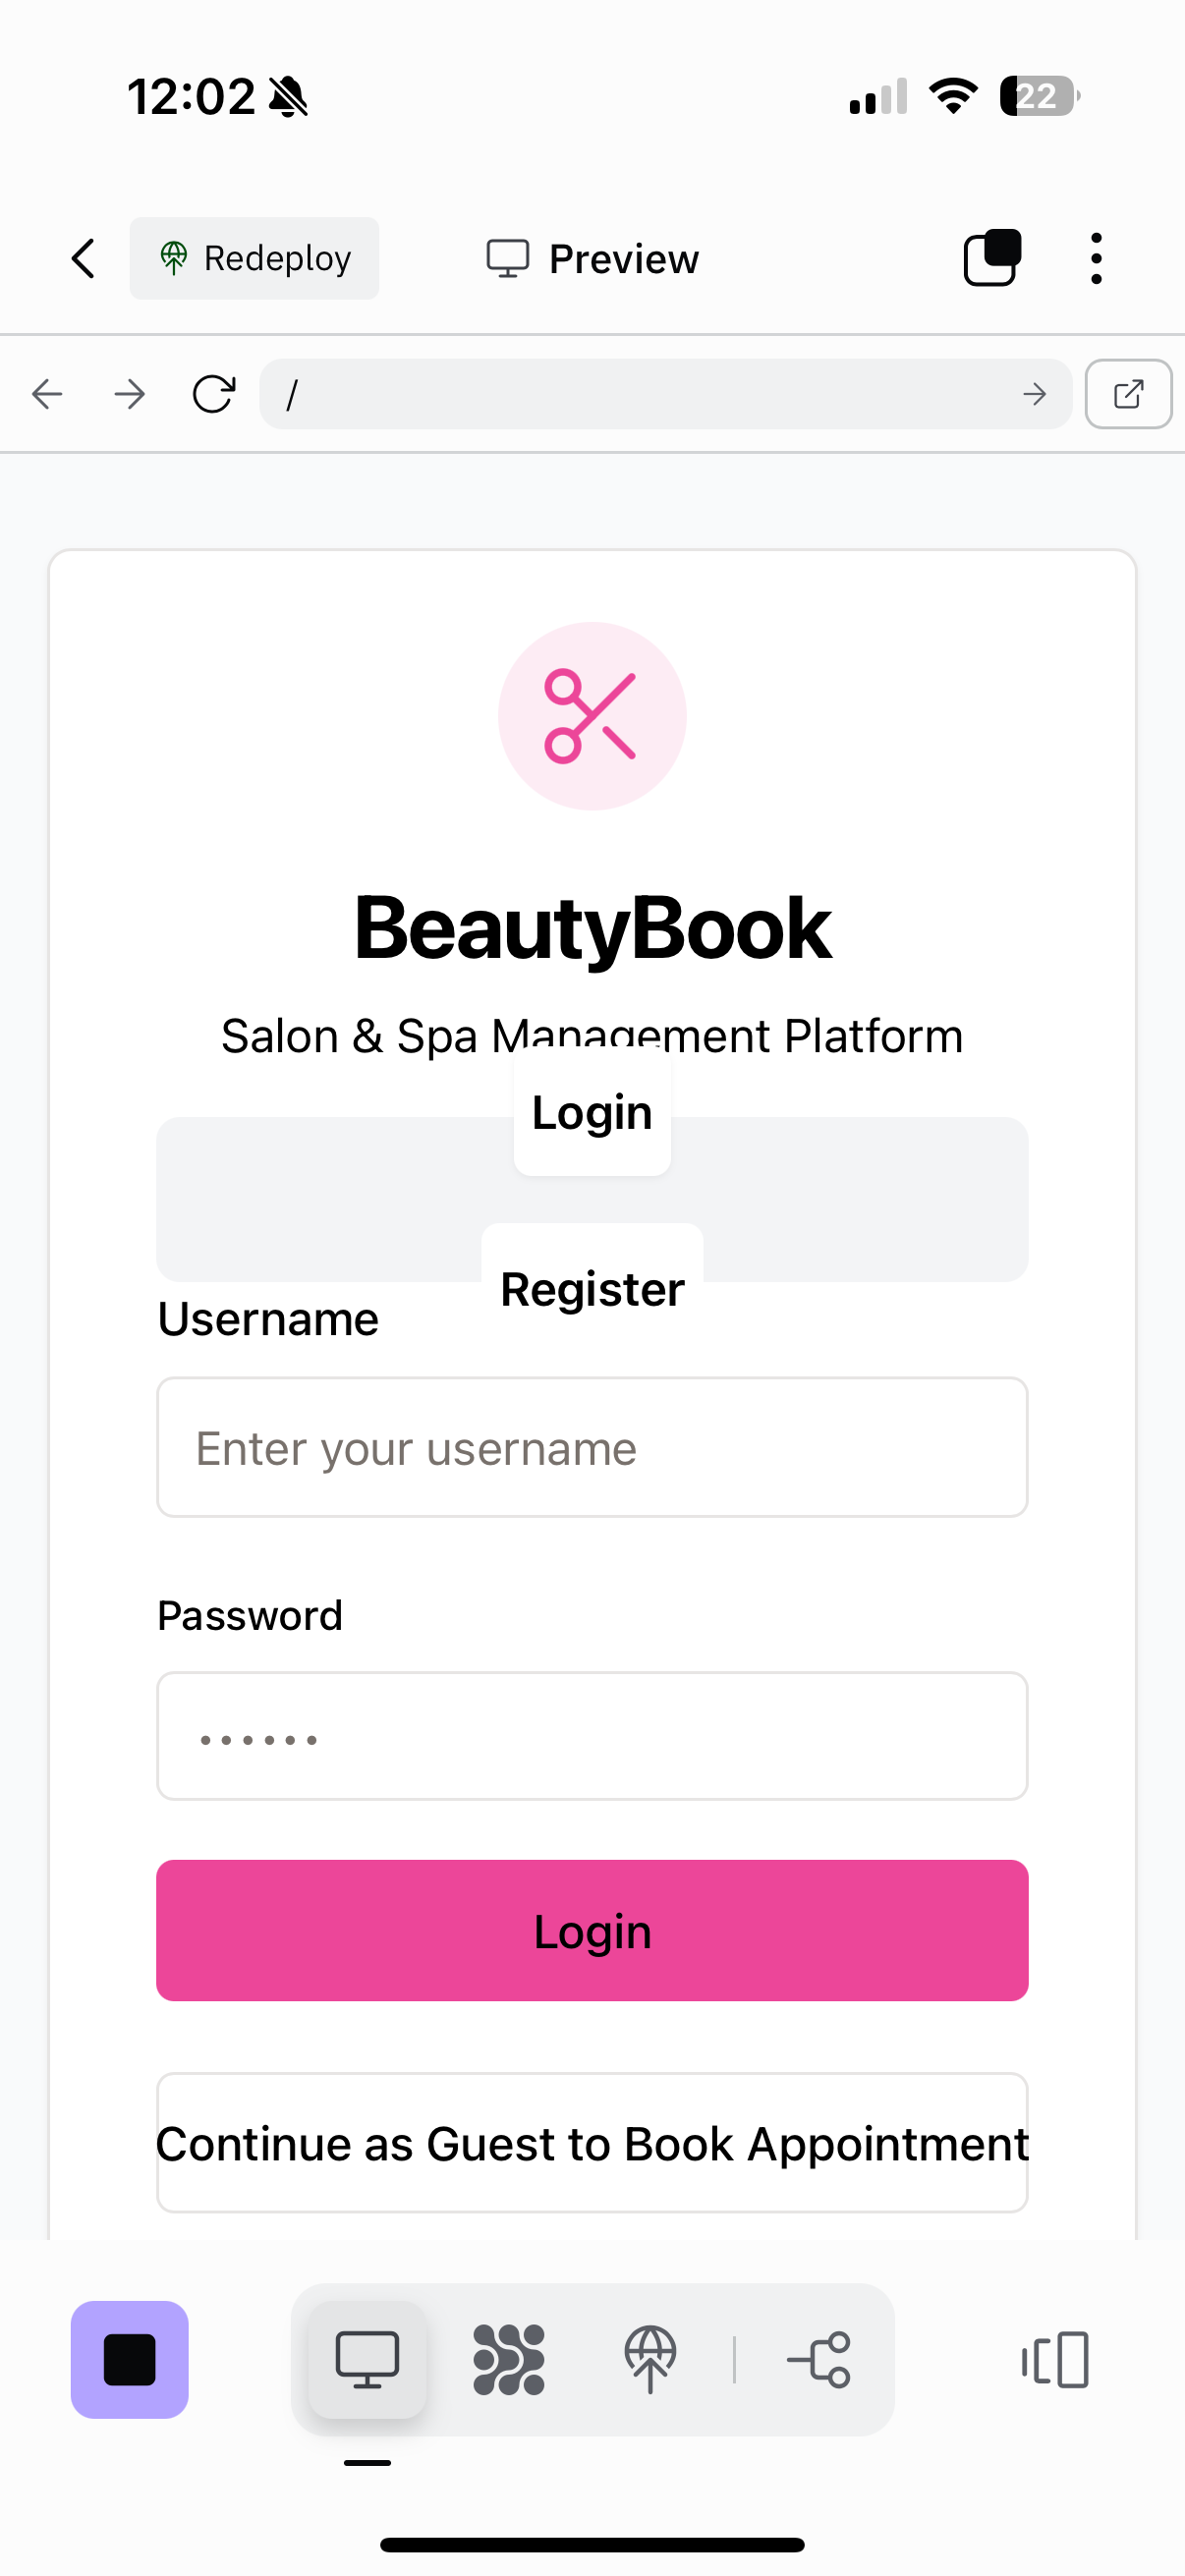 12:02
22
Redeploy
Preview
/
BeautyBook
Salon & Spa Management Platform
Login
Register
Username
Enter your username
Password
••••••
Login
Continue as Guest to Book Appointment